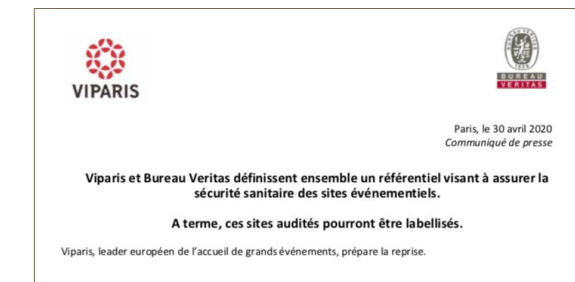 VIPARIS
BUREAU
VERITAS
Paris, le 30 avril 2020
Communiqué de presse
Viparis et Bureau Veritas définissent ensemble un référentiel visant à assurer la
sécurité sanitaire des sites événementiels.
A terme, ces sites audités pourront être labellisés.
Viparis, leader européen de l'accueil de grands événements, prépare la reprise.